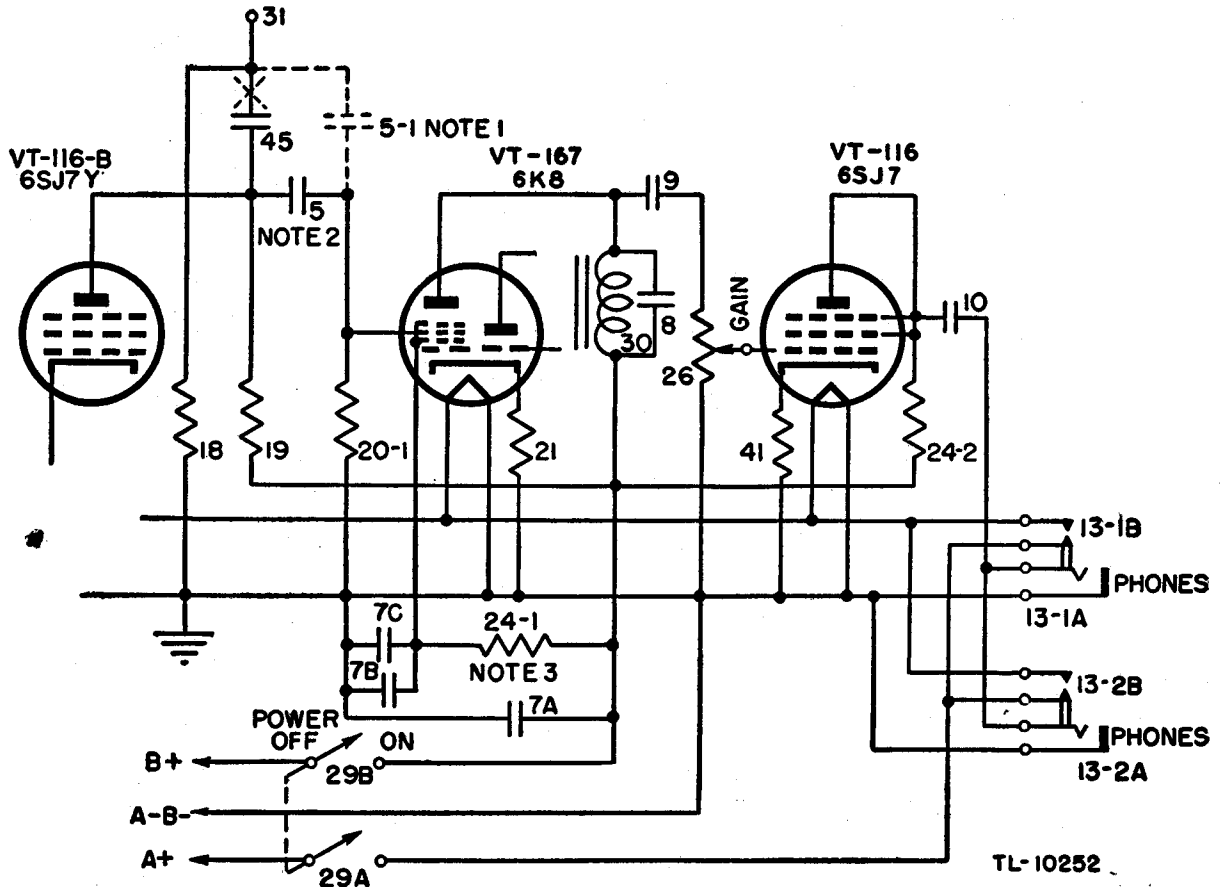 31
45
5-1 NOTE 1
VT-116-B
6SJ7Y
VT-167
6K8
9
VT-116
6SJ7
5
NOTE 2
GAIN
10
8
30
26
18
19
20-1
21
41
24-2
13-1B
PHONES
13-1A
7C
24-1
7B
NOTE 3
7A
13-2B
POWER
OFF ON
PHONES
B+
29B
13-2A
A-B-
A+
29A
TL-10252